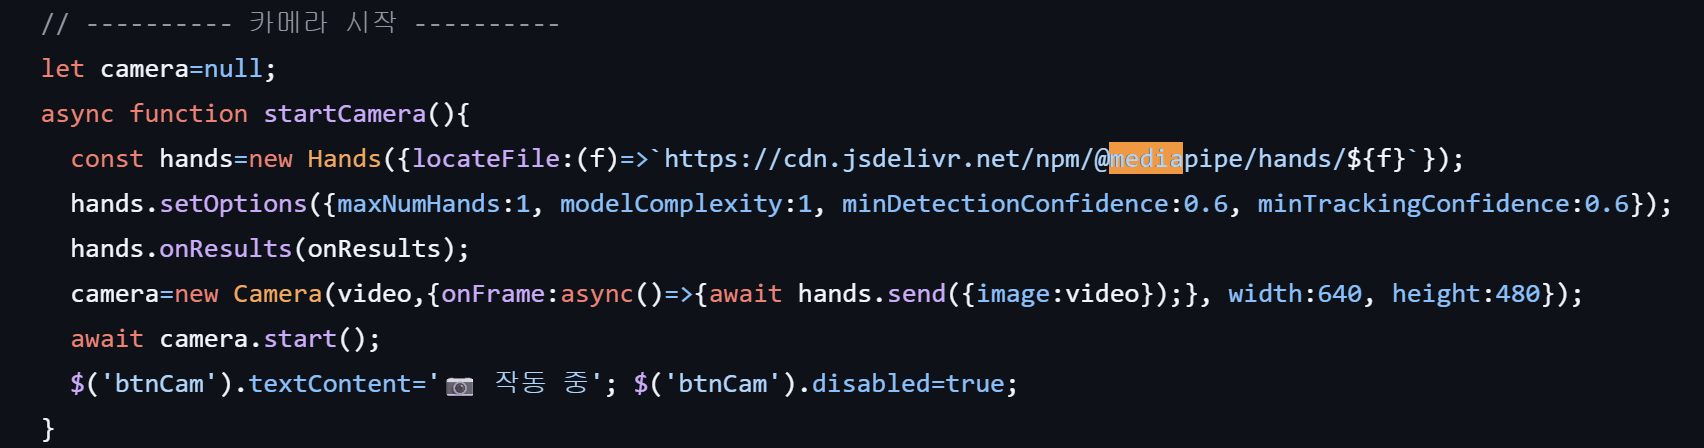 // ---------- 카메라 시작 ----------
let camera=null;
async function startCamera(){
const hands=new Hands({locateFile:(f)=>`https://cdn.jsdelivr.net/npm/@mediapipe/hands/${f}`});
hands.setOptions({maxNumHands:1, modelComplexity:1, minDetectionConfidence:0.6, minTrackingConfidence:0.6});
hands.onResults(onResults);
camera=new Camera(video,{onFrame:async()=>{await hands.send({image:video});}, width:640, height:480});
await camera.start();
$('btnCam').textContent='📷 작동 중'; $('btnCam').disabled=true;
}